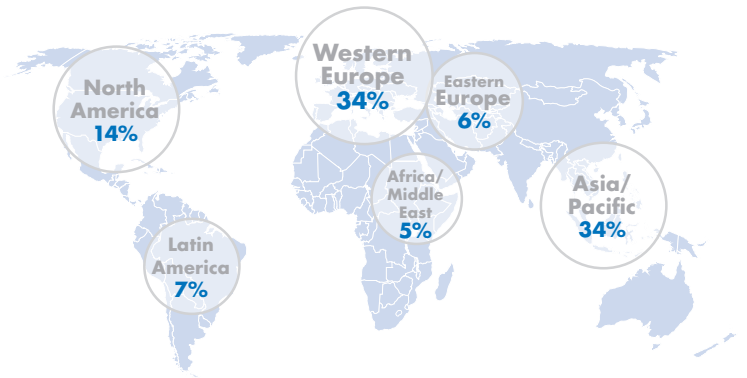 Western
Europe
34%
North
America
14%
Eastern
Europe
6%
Africa/
Middle
East
5%
Asia/
Pacific
34%
Latin
America
7%